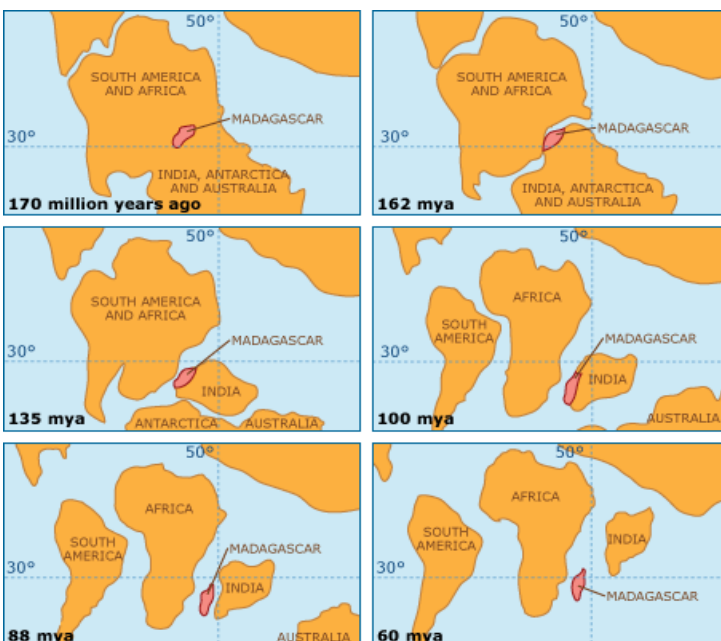 50°
SOUTH AMERICA
AND AFRICA
MADAGASCAR
30°
INDIA, ANTARCTICA
AND AUSTRALIA
170 million years ago
50°
SOUTH AMERICA
AND AFRICA
MADAGASCAR
30°
INDIA, ANTARCTICA
AND AUSTRALIA
162 mya
50°
SOUTH AMERICA
AND AFRICA
MADAGASCAR
30°
INDIA
135 mya
ANTARCTICA
AUSTRALIA
50°
AFRICA
SOUTH
AMERICA
MADAGASCAR
30°
INDIA
100 mya
AUSTRALIA
50°
AFRICA
SOUTH
AMERICA
MADAGASCAR
30°
INDIA
88 mya
AUSTRALIA
50°
AFRICA
SOUTH
AMERICA
INDIA
30°
MADAGASCAR
60 mya